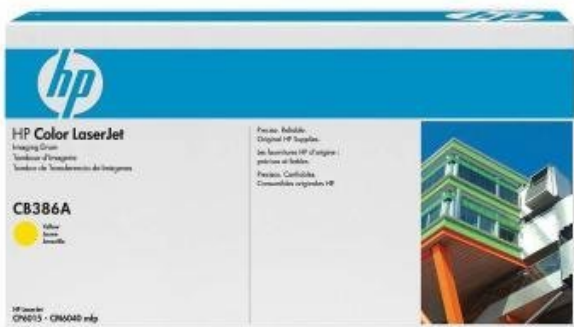 hp
HP Color LaserJet
Imaging Drum
Tambour d'imagerie
Tambor de Transferencia de Imágenes
CB386A
Yellow
Jaune
Amarillo
HP LaserJet
CP6015 - CM6040 mfp
Precise. Reliable.
Original HP Supplies.
Les fournitures HP d'origine :
précises et fiables.
Precisos. Confiables.
Consumibles originales HP